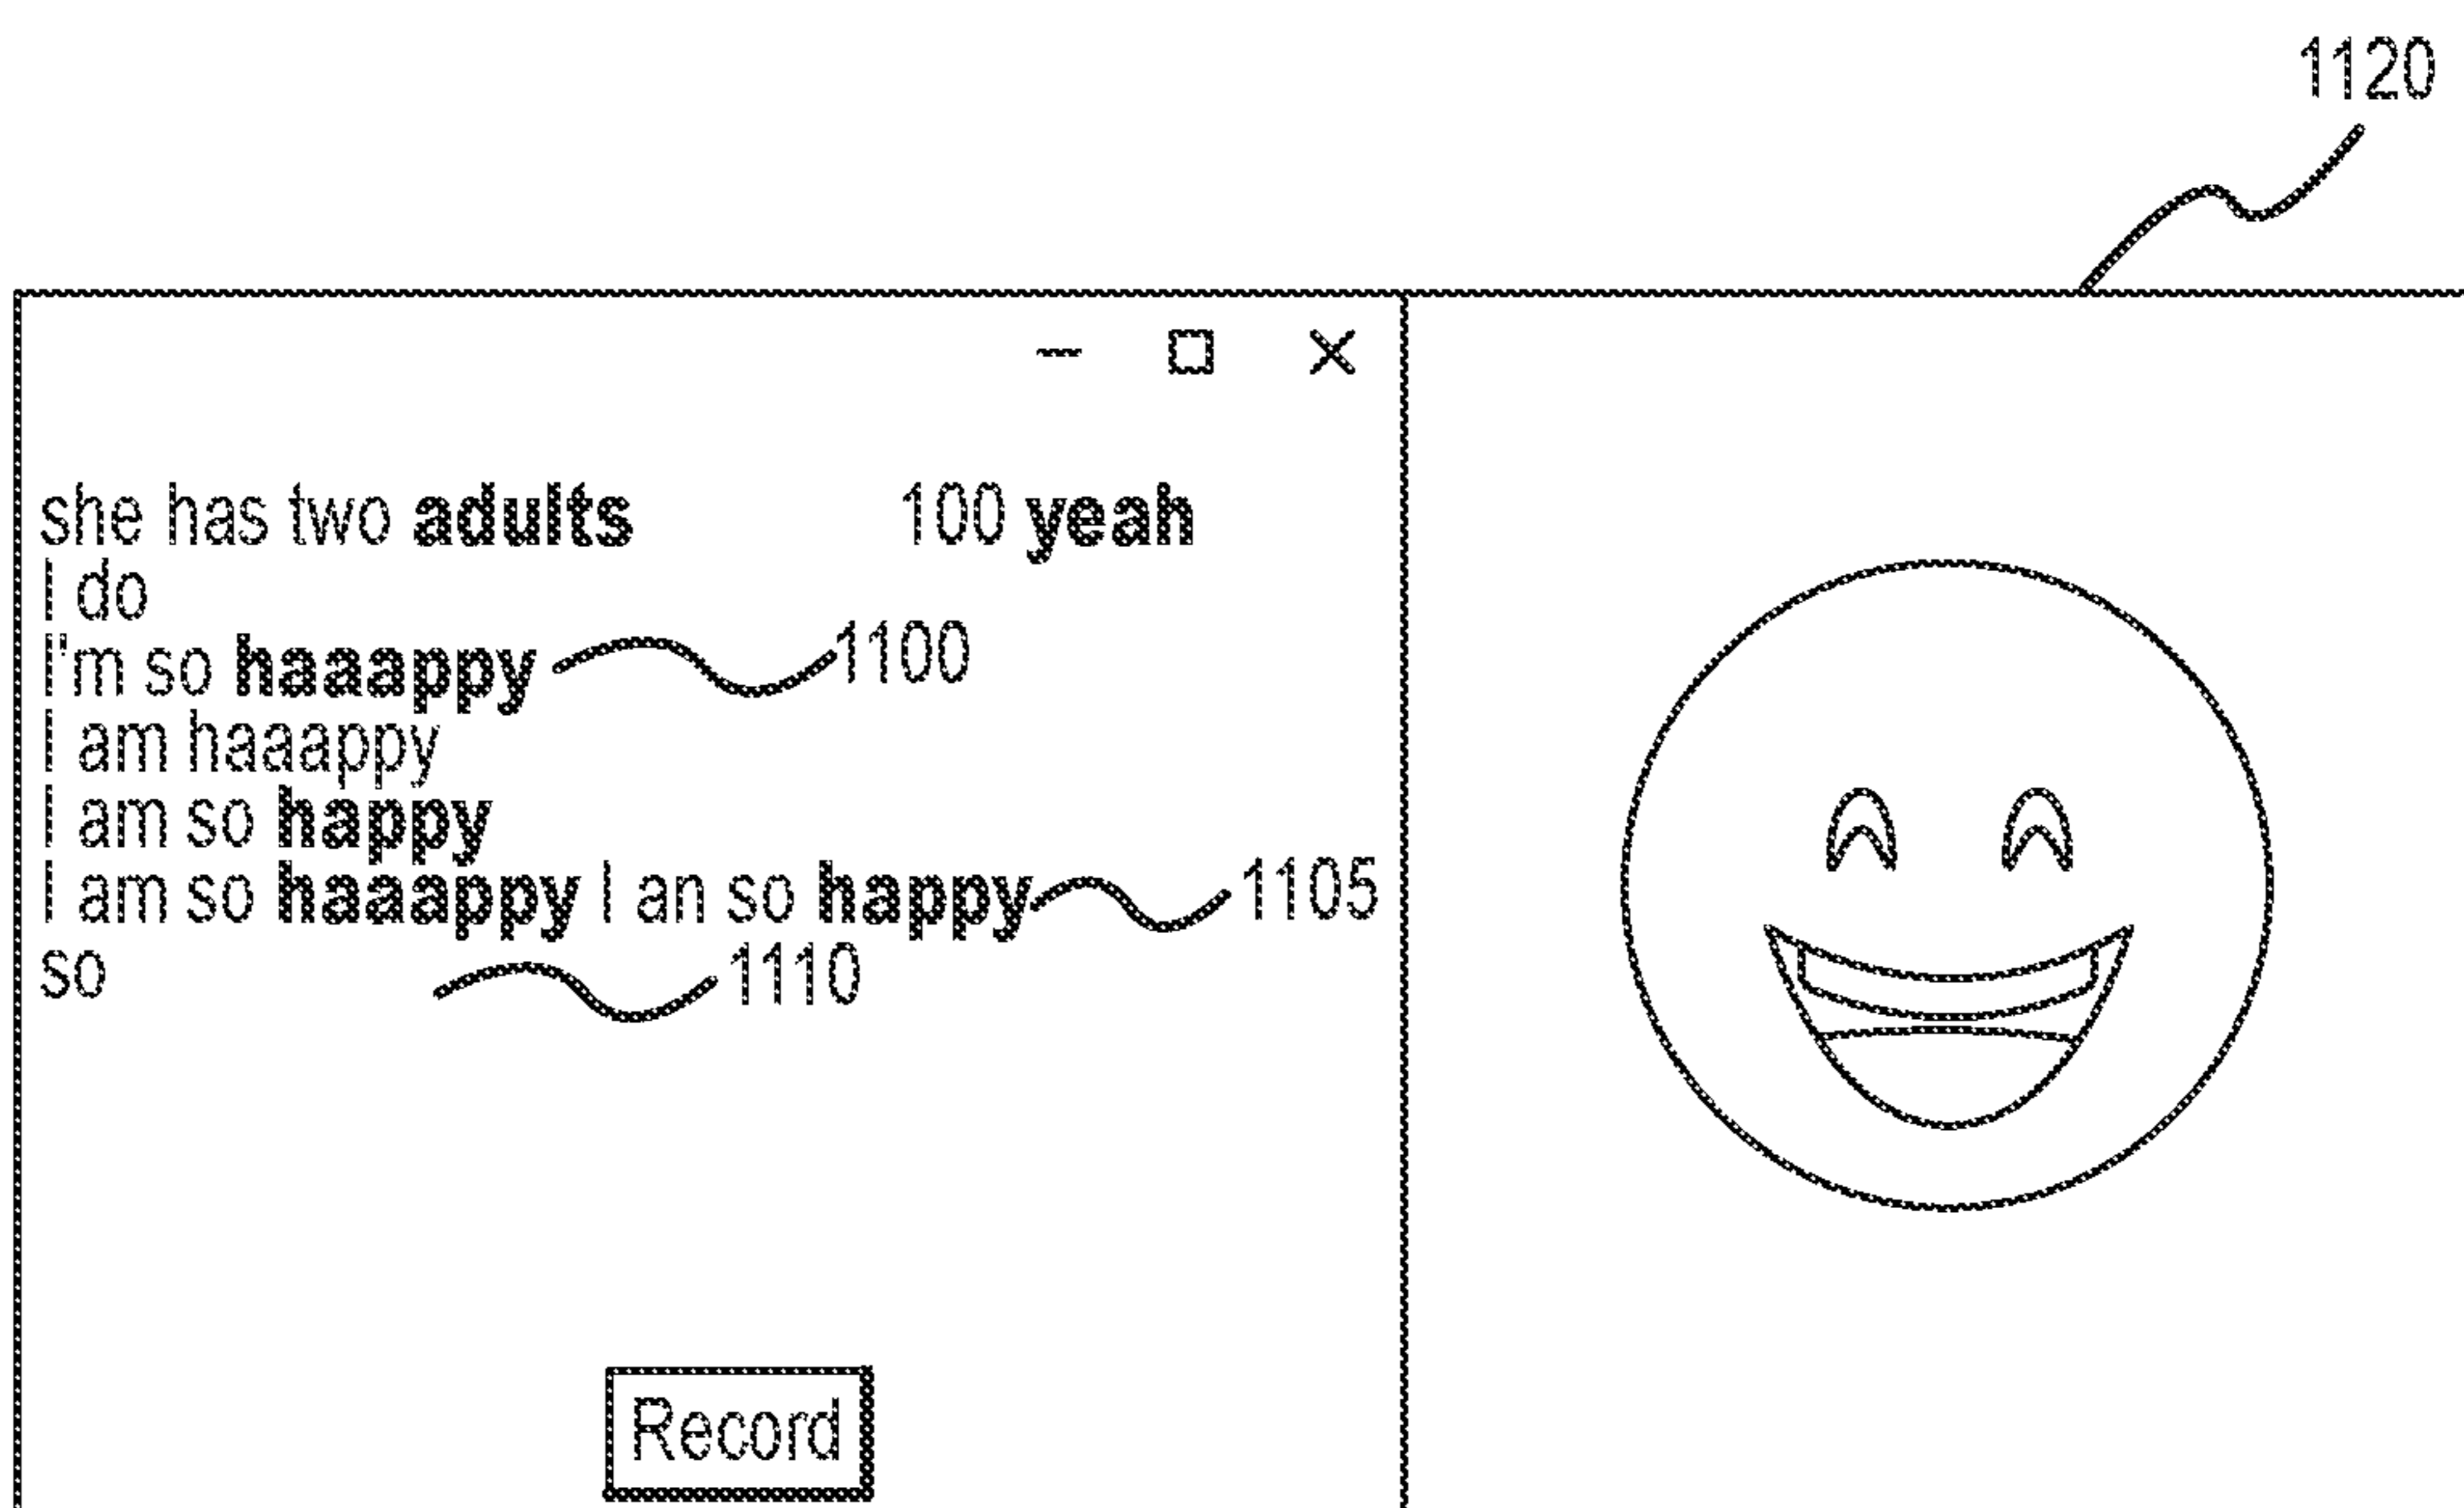 1120
she has two adults 100 yeah
I do
I'm so haaappy 1100
I am haaappy
I am so happy
I am so haaappy I an so happy 1105
so 1110
Record